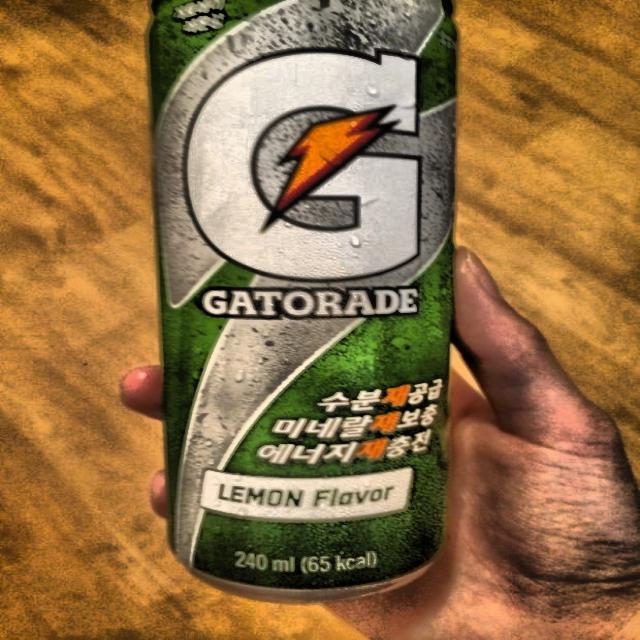 G
GATORADE
수분재공급
미네랄재보충
에너지재충전
LEMON Flavor
240 ml (65 kcal)